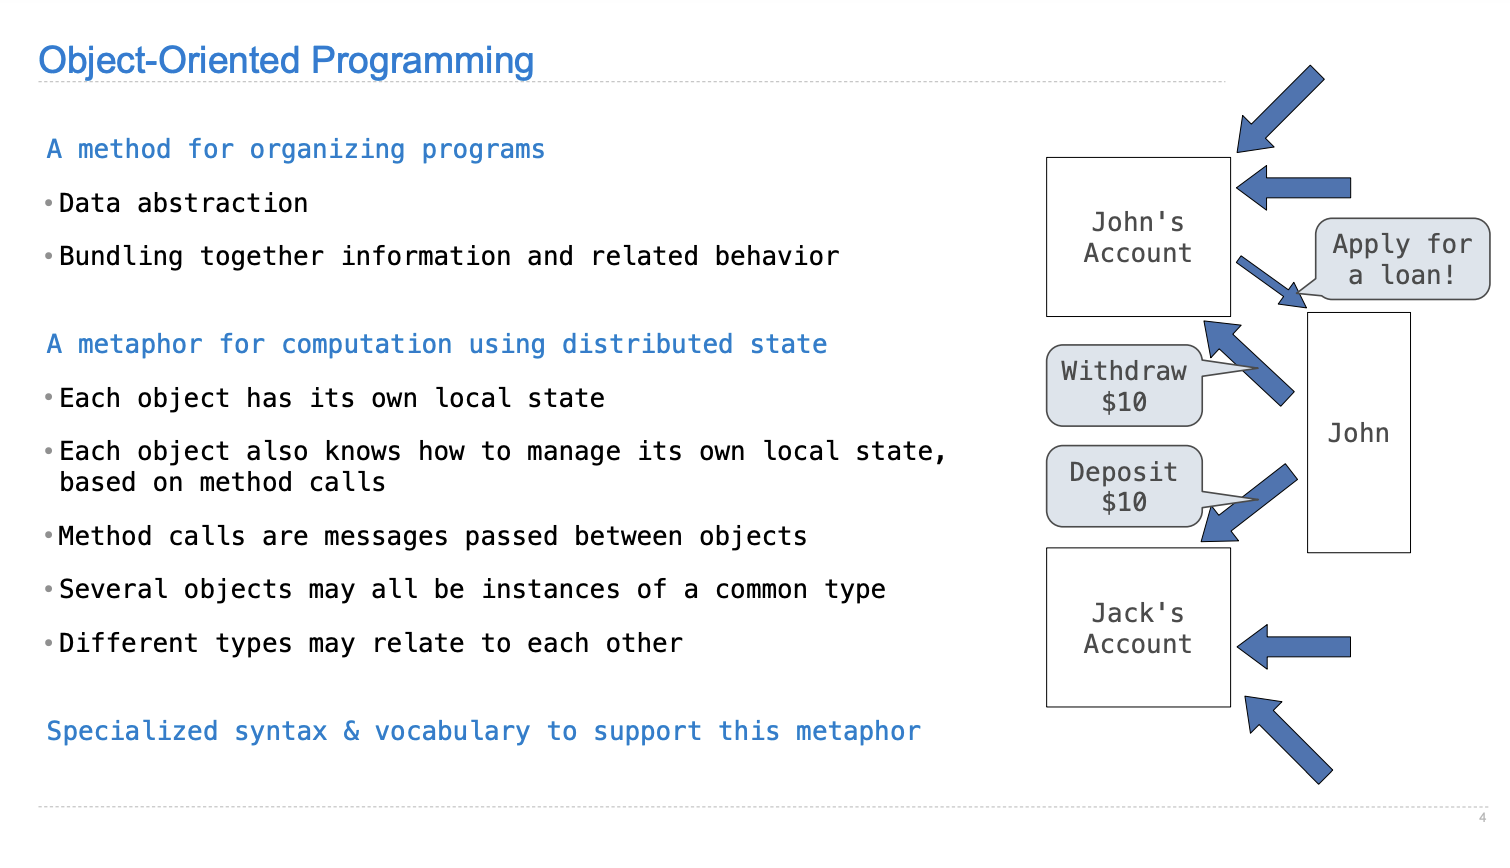 Object-Oriented Programming
A method for organizing programs
• Data abstraction
• Bundling together information and related behavior
A metaphor for computation using distributed state
• Each object has its own local state
• Each object also knows how to manage its own local state,
based on method calls
• Method calls are messages passed between objects
• Several objects may all be instances of a common type
• Different types may relate to each other
Specialized syntax & vocabulary to support this metaphor
John's
Account
Apply for
a loan!
Withdraw
$10
John
Deposit
$10
Jack's
Account
4